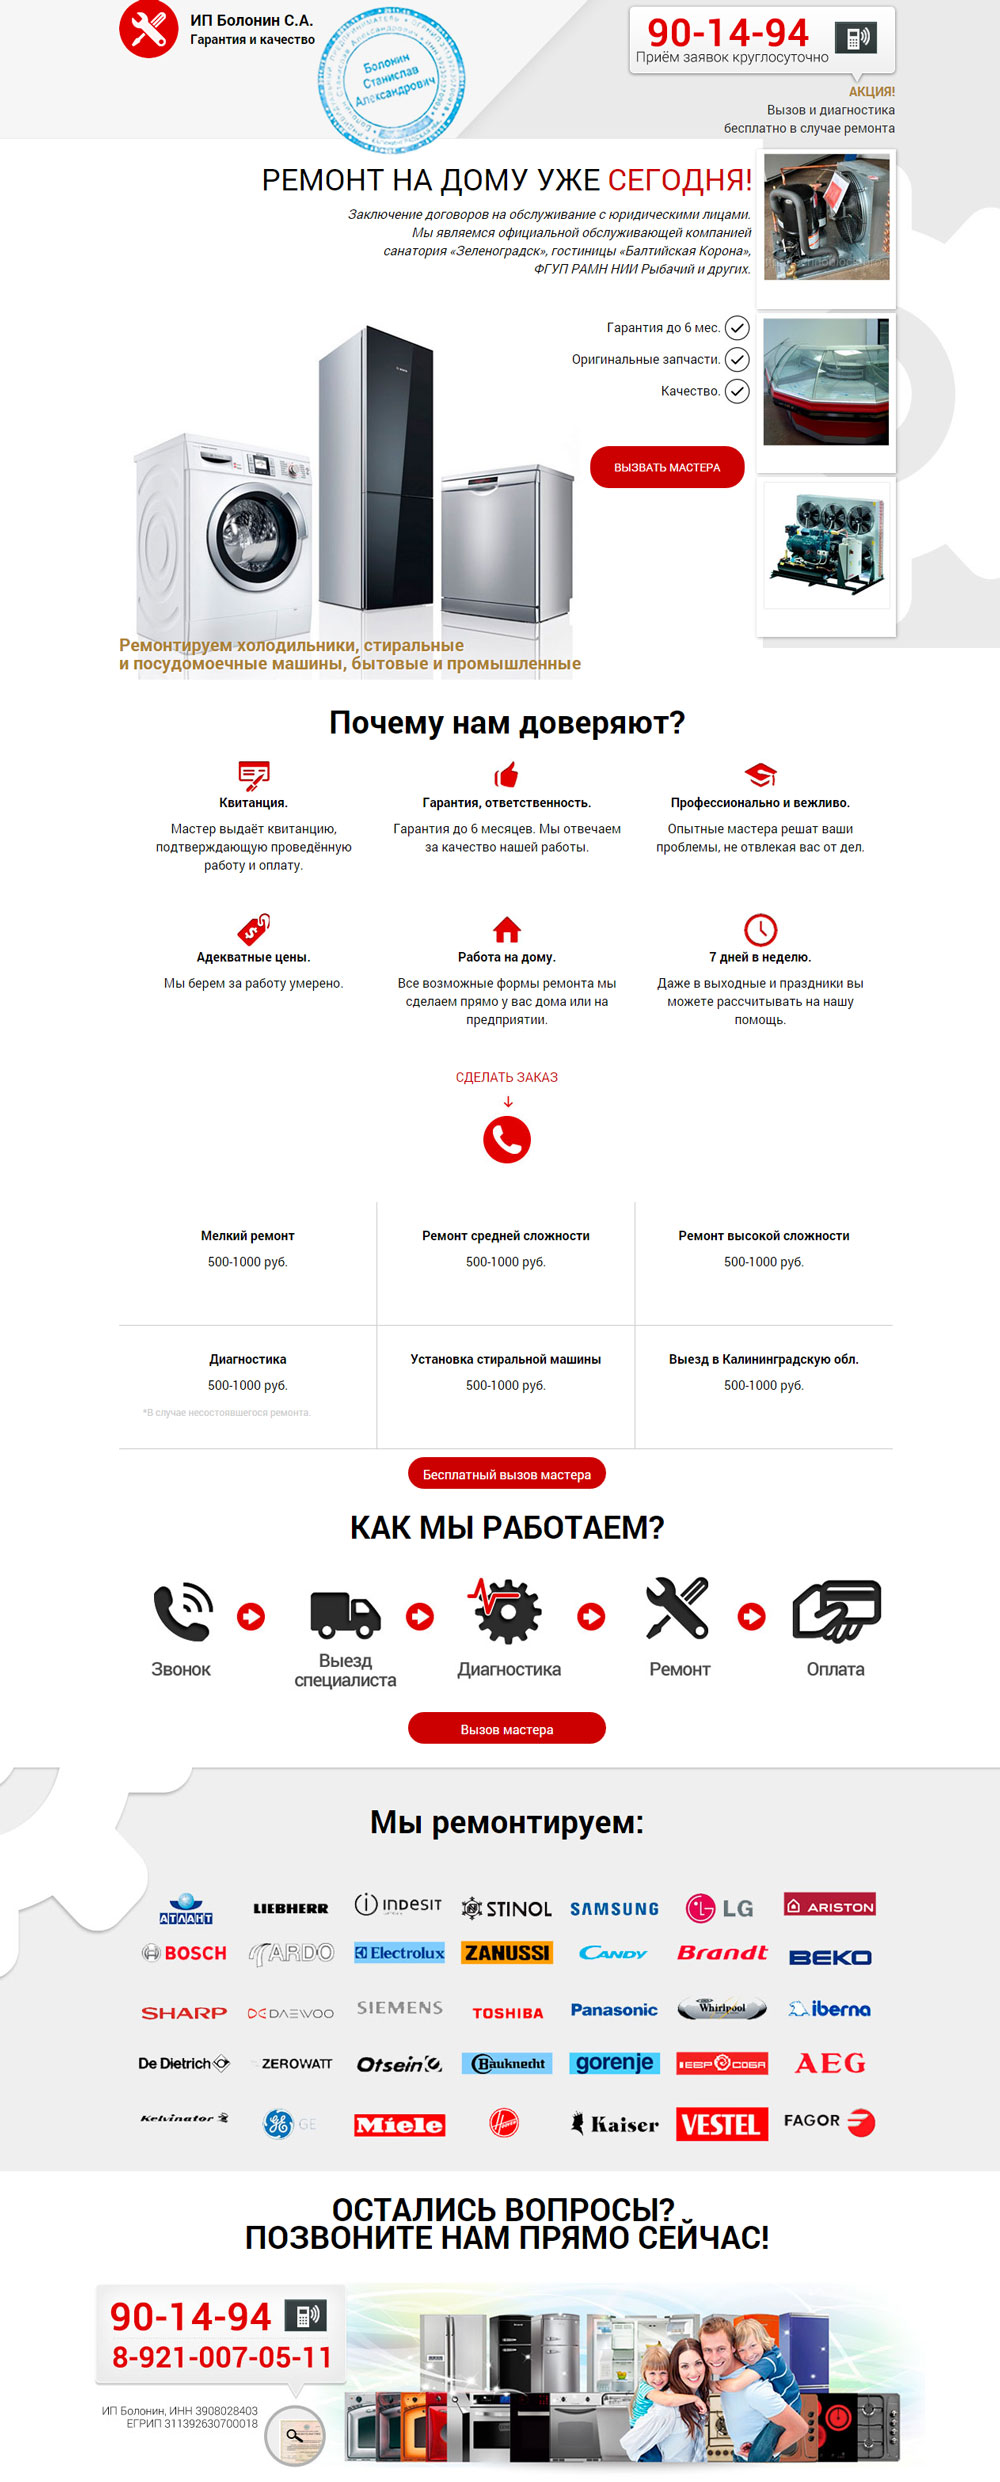 ИП Болонин С.А.
Гарантия и качество
Болонин
Станислав
Александрович
90-14-94
Приём заявок круглосуточно
АКЦИЯ!
Вызов и диагностика
бесплатно в случае ремонта
РЕМОНТ НА ДОМУ УЖЕ СЕГОДНЯ!
Заключение договоров на обслуживание с юридическими лицами.
Мы являемся официальной обслуживающей компанией
санатория «Зеленоградск», гостиницы «Балтийская Корона»,
ФГУП РАМН НИИ Рыбачий и других.
Гарантия до 6 мес.
Оригинальные запчасти.
Качество.
ВЫЗВАТЬ МАСТЕРА
Ремонтируем холодильники, стиральные
и посудомоечные машины, бытовые и промышленные
Почему нам доверяют?
Квитанция.
Мастер выдаёт квитанцию,
подтверждающую проведённую
работу и оплату.
Гарантия, ответственность.
Гарантия до 6 месяцев. Мы отвечаем
за качество нашей работы.
Профессионально и вежливо.
Опытные мастера решат ваши
проблемы, не отвлекая вас от дел.
Адекватные цены.
Мы берем за работу умерено.
Работа на дому.
Все возможные формы ремонта мы
сделаем прямо у вас дома или на
предприятии.
7 дней в неделю.
Даже в выходные и праздники вы
можете рассчитывать на нашу
помощь.
СДЕЛАТЬ ЗАКАЗ
Мелкий ремонт
500-1000 руб.
Ремонт средней сложности
500-1000 руб.
Ремонт высокой сложности
500-1000 руб.
Диагностика
500-1000 руб.
*В случае несостоявшегося ремонта.
Установка стиральной машины
500-1000 руб.
Выезд в Калининградскую обл.
500-1000 руб.
Бесплатный вызов мастера
КАК МЫ РАБОТАЕМ?
Звонок
Выезд
специалиста
Диагностика
Ремонт
Оплата
Вызов мастера
Мы ремонтируем:
АТЛАНТ
LIEBHERR
INDESIT
STINOL
SAMSUNG
LG
ARISTON
BOSCH
ARDO
Electrolux
ZANUSSI
CANDY
Brandt
BEKO
SHARP
DAEWOO
SIEMENS
TOSHIBA
Panasonic
Whirlpool
iberna
De Dietrich
ZEROWATT
Otsein
Bauknecht
gorenje
ЕВРОСОБА
AEG
Kelvinator
GE
Miele
Hoover
Kaiser
VESTEL
FAGOR
ОСТАЛИСЬ ВОПРОСЫ?
ПОЗВОНИТЕ НАМ ПРЯМО СЕЙЧАС!
90-14-94
8-921-007-05-11
ИП Болонин, ИНН 3908028403
ЕГРИП 311392630700018